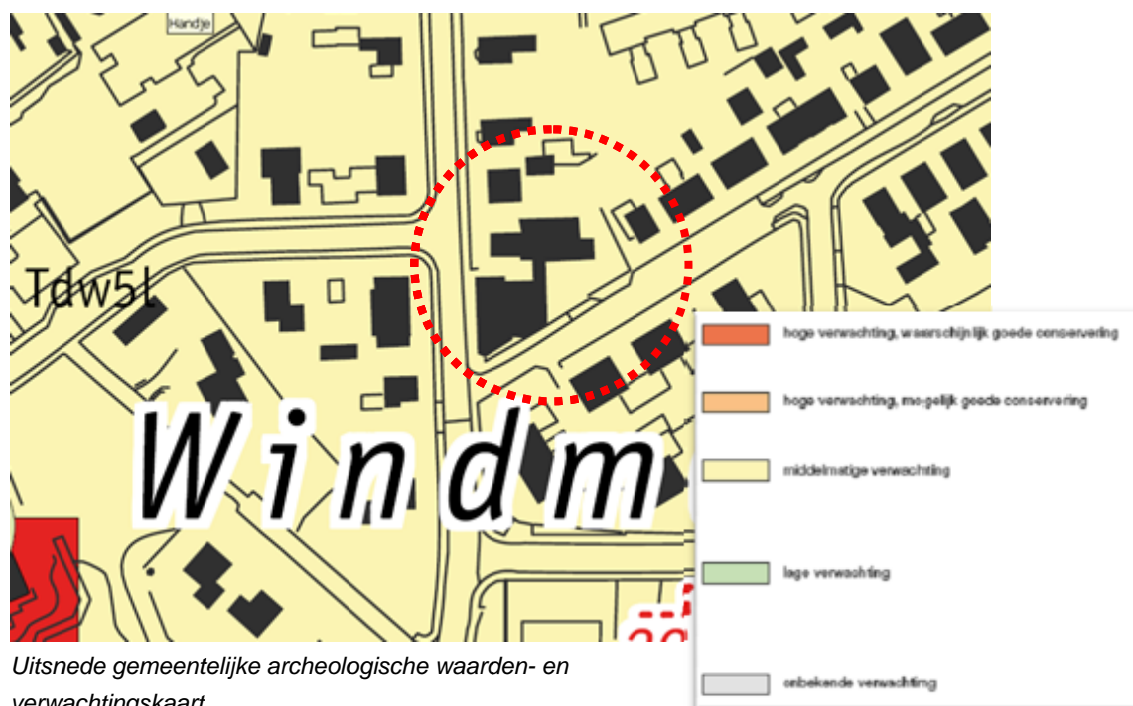 Handje
Tdw5l
Windm
hoge verwachting, waarschijnlijk goede conservering
hoge verwachting, mogelijk goede conservering
middelmatige verwachting
lage verwachting
onbekende verwachting
Uitsnede gemeentelijke archeologische waarden- en
verwachtingskaart